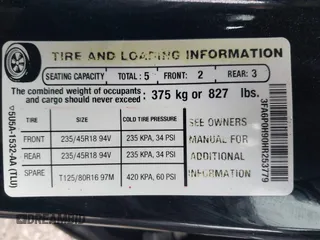 TIRE AND LOADING INFORMATION
SEATING CAPACITY TOTAL: 5 FRONT: 2 REAR: 3
The combined weight of occupants
and cargo should never exceed: 375 kg or 827 lbs.
TIRE SIZE COLD TIRE PRESSURE
FRONT 235/45R18 94V 235 KPA, 34 PSI
REAR 235/45R18 94V 235 KPA, 34 PSI
SPARE T125/80R16 97M 420 KPA, 60 PSI
SEE OWNERS
MANUAL FOR
ADDITIONAL
INFORMATION